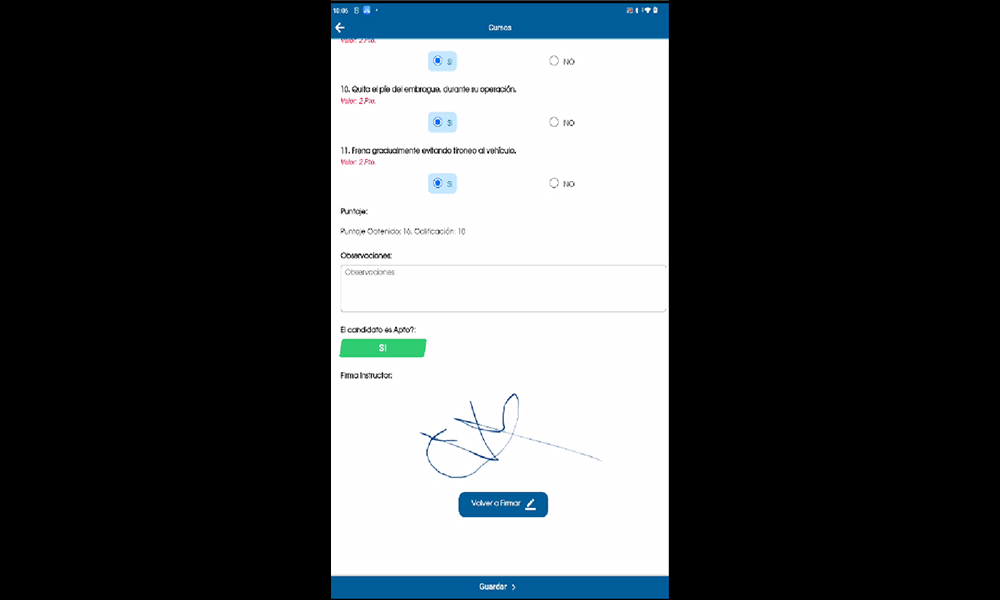 10:06
Cursos
Valor: 2 Pto.
SI NO
10. Quita el pie del embrague, durante su operación.
Valor: 2 Pto.
SI NO
11. Frena gradualmente evitando tironeo al vehículo.
Valor: 2 Pto.
SI NO
Puntaje:
Puntaje Obtenido: 16, Calificación: 10
Observaciones:
Observaciones
El candidato es Apto?:
SI
Firma Instructor:
Volver a Firmar
Guardar